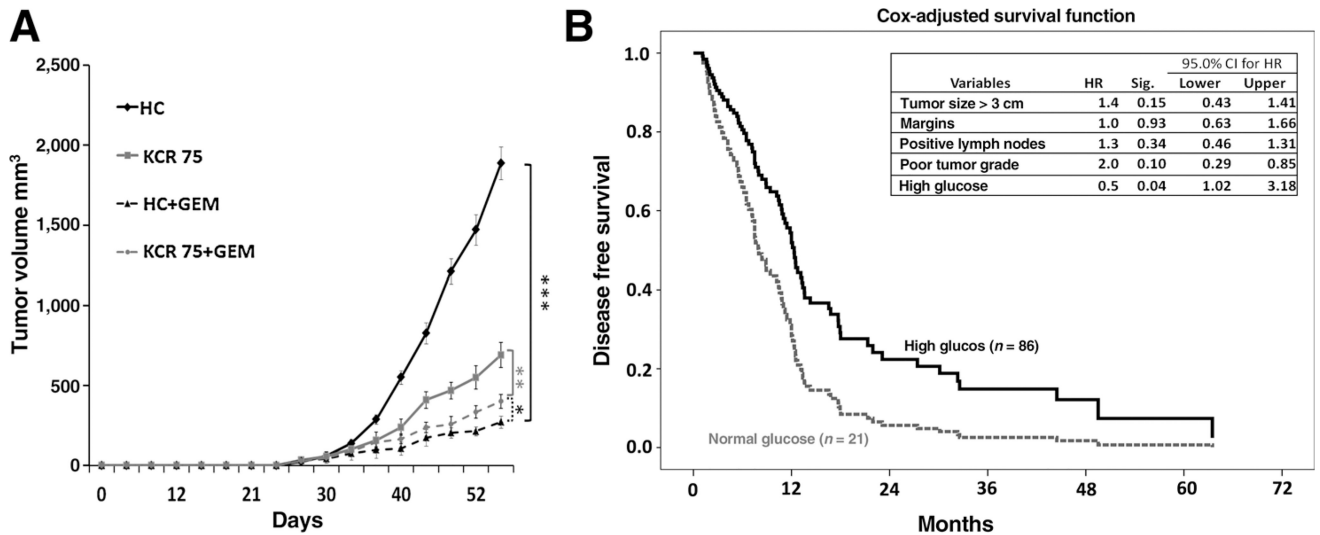 A
2,500
2,000
1,500
1,000
500
0
Tumor volume mm³
HC
KCR 75
HC+GEM
KCR 75+GEM
***
**
*
0 12 21 30 40 52
Days
B
Cox-adjusted survival function
1.0
0.8
0.6
0.4
0.2
0.0
Disease free survival
95.0% CI for HR
Variables HR Sig. Lower Upper
Tumor size > 3 cm 1.4 0.15 0.43 1.41
Margins 1.0 0.93 0.63 1.66
Positive lymph nodes 1.3 0.34 0.46 1.31
Poor tumor grade 2.0 0.10 0.29 0.85
High glucose 0.5 0.04 1.02 3.18
High glucos (n = 86)
Normal glucose (n = 21)
0 12 24 36 48 60 72
Months